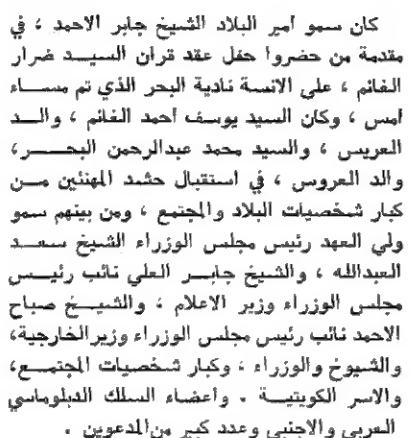 كان سمو امير البلاد الشيخ جابر الاحمد ، في
مقدمة من حضروا حفل عقد قران السيد ضرار
الغانم ، على الانسة نادية البحر الذي تم مساء
امس ، وكان السيد يوسف احمد الغانم ، والد
العريس ، والسيد محمد عبدالرحمن البحر،
والد العروس ، في استقبال حشد المهنئين من
كبار شخصيات البلاد والمجتمع ، ومن بينهم سمو
ولي العهد رئيس مجلس الوزراء الشيخ سعد
العبدالله ، والشيخ جابر العلي نائب رئيس
مجلس الوزراء وزير الاعلام ، والشيخ صباح
الاحمد نائب رئيس مجلس الوزراء وزير الخارجية،
والشيوخ والوزراء ، وكبار شخصيات المجتمع،
والاسر الكويتية . واعضاء السلك الدبلوماسي
العربي والاجنبي وعدد كبير من المدعوين .